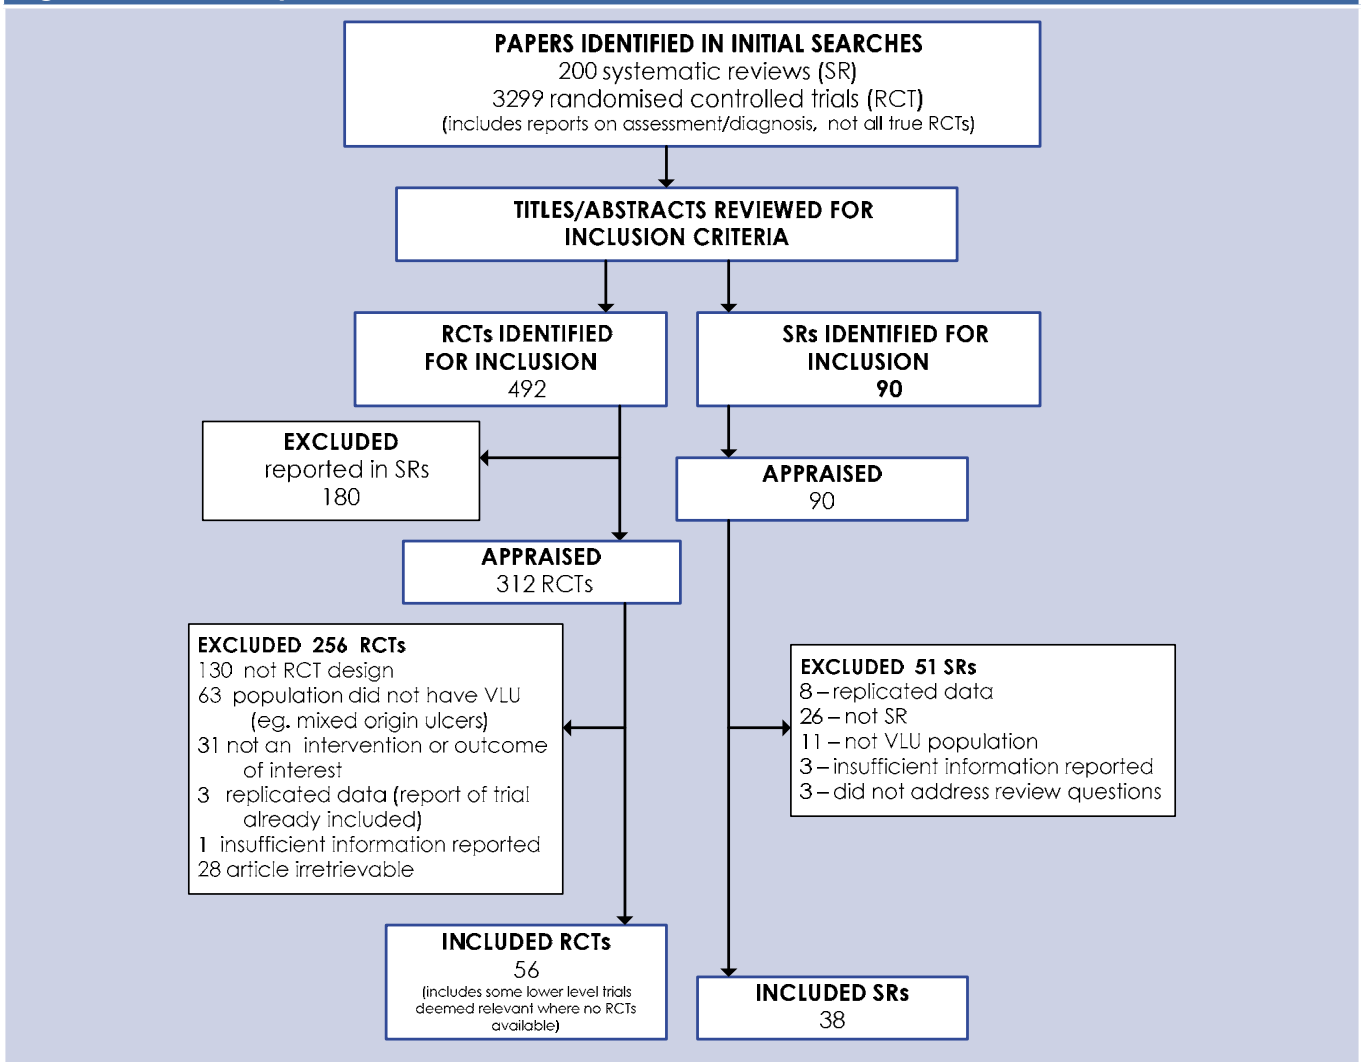 PAPERS IDENTIFIED IN INITIAL SEARCHES
200 systematic reviews (SR)
3299 randomised controlled trials (RCT)
(includes reports on assessment/diagnosis, not all true RCTs)
TITLES/ABSTRACTS REVIEWED FOR
INCLUSION CRITERIA
RCTs IDENTIFIED
FOR INCLUSION
492
SRs IDENTIFIED FOR
INCLUSION
90
EXCLUDED
reported in SRs
180
APPRAISED
90
APPRAISED
312 RCTs
EXCLUDED 256 RCTs
130 not RCT design
63 population did not have VLU
(eg. mixed origin ulcers)
31 not an intervention or outcome
of interest
3 replicated data (report of trial
already included)
1 insufficient information reported
28 article irretrievable
EXCLUDED 51 SRs
8 – replicated data
26 – not SR
11 – not VLU population
3 – insufficient information reported
3 – did not address review questions
INCLUDED RCTs
56
(includes some lower level trials
deemed relevant where no RCTs
available)
INCLUDED SRs
38